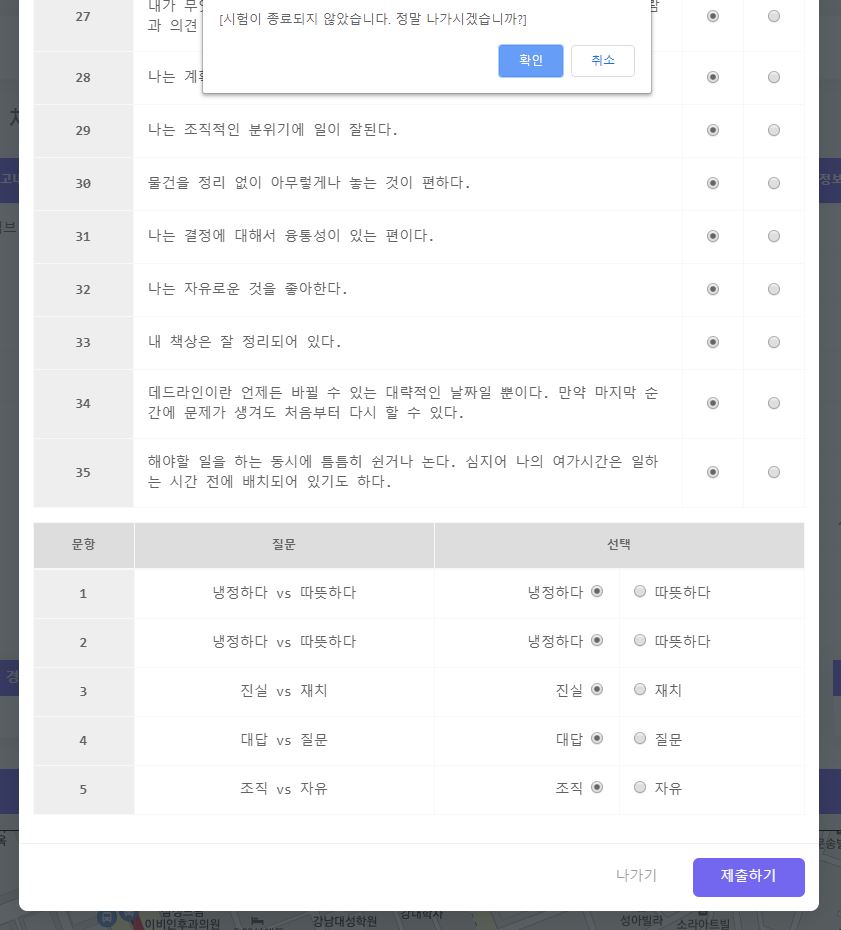 [시험이 종료되지 않았습니다. 정말 나가시겠습니까?]
확인 취소
27
과 의견
28 나는
29 나는 조직적인 분위기에 일이 잘된다.
30 물건을 정리 없이 아무렇게나 놓는 것이 편하다.
31 나는 결정에 대해서 융통성이 있는 편이다.
32 나는 자유로운 것을 좋아한다.
33 내 책상은 잘 정리되어 있다.
34 데드라인이란 언제든 바뀔 수 있는 대략적인 날짜일 뿐이다. 만약 마지막 순
간에 문제가 생겨도 처음부터 다시 할 수 있다.
35 해야할 일을 하는 동시에 틈틈히 쉰거나 논다. 심지어 나의 여가시간은 일하
는 시간 전에 배치되어 있기도 하다.
문항 질문 선택
1 냉정하다 vs 따뜻하다 냉정하다 따뜻하다
2 냉정하다 vs 따뜻하다 냉정하다 따뜻하다
3 진실 vs 재치 진실 재치
4 대답 vs 질문 대답 질문
5 조직 vs 자유 조직 자유
나가기 제출하기
이비인후과의원 강남대성학원 성아빌라 소라아트빌